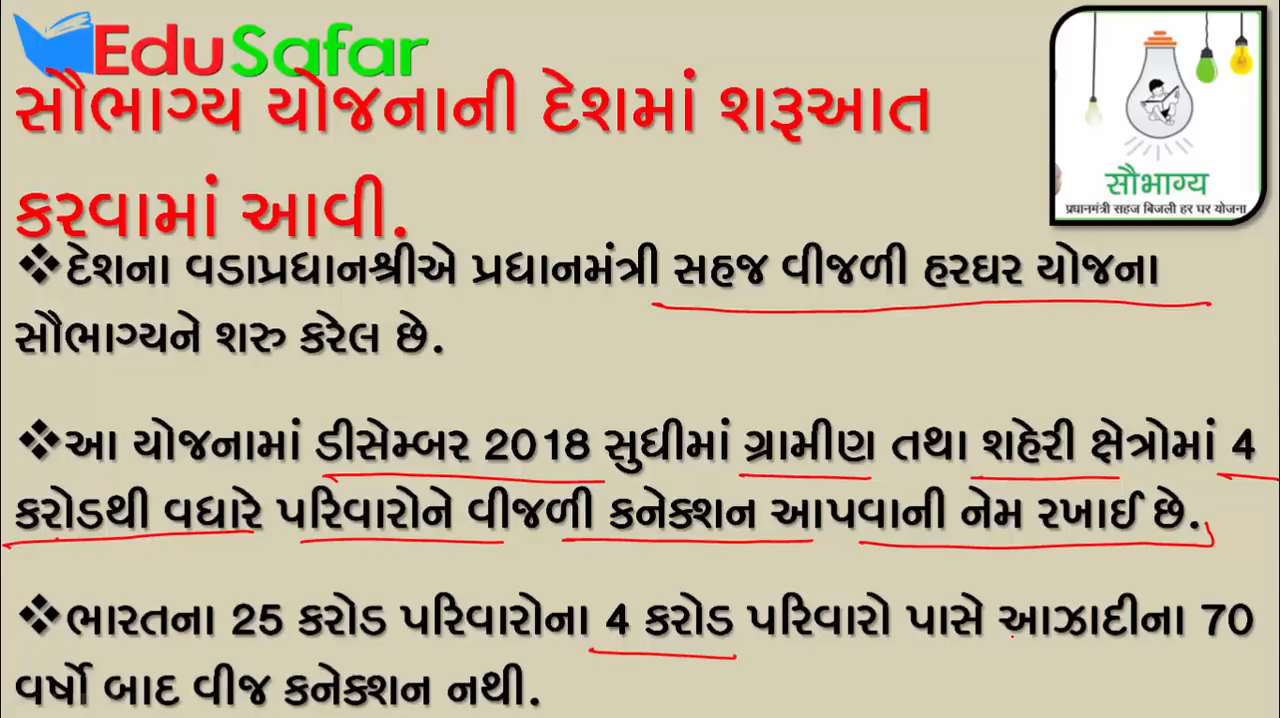 EduSafar
સૌભાગ્ય યોજનાની દેશમાં શરૂઆત
કરવામાં આવી.
सौभाग्य
प्रधानमंत्री सहज बिजली हर घर योजना
❖દેશના વડાપ્રધાનશ્રીએ પ્રધાનમંત્રી સહજ વીજળી હરઘર યોજના
સૌભાગ્યને શરુ કરેલ છે.
❖આ યોજનામાં ડીસેમ્બર 2018 સુધીમાં ગ્રામીણ તથા શહેરી ક્ષેત્રોમાં 4
કરોડથી વધારે પરિવારોને વીજળી કનેક્શન આપવાની નેમ રખાઈ છે.
❖ભારતના 25 કરોડ પરિવારોના 4 કરોડ પરિવારો પાસે આઝાદીના 70
વર્ષો બાદ વીજ કનેક્શન નથી.